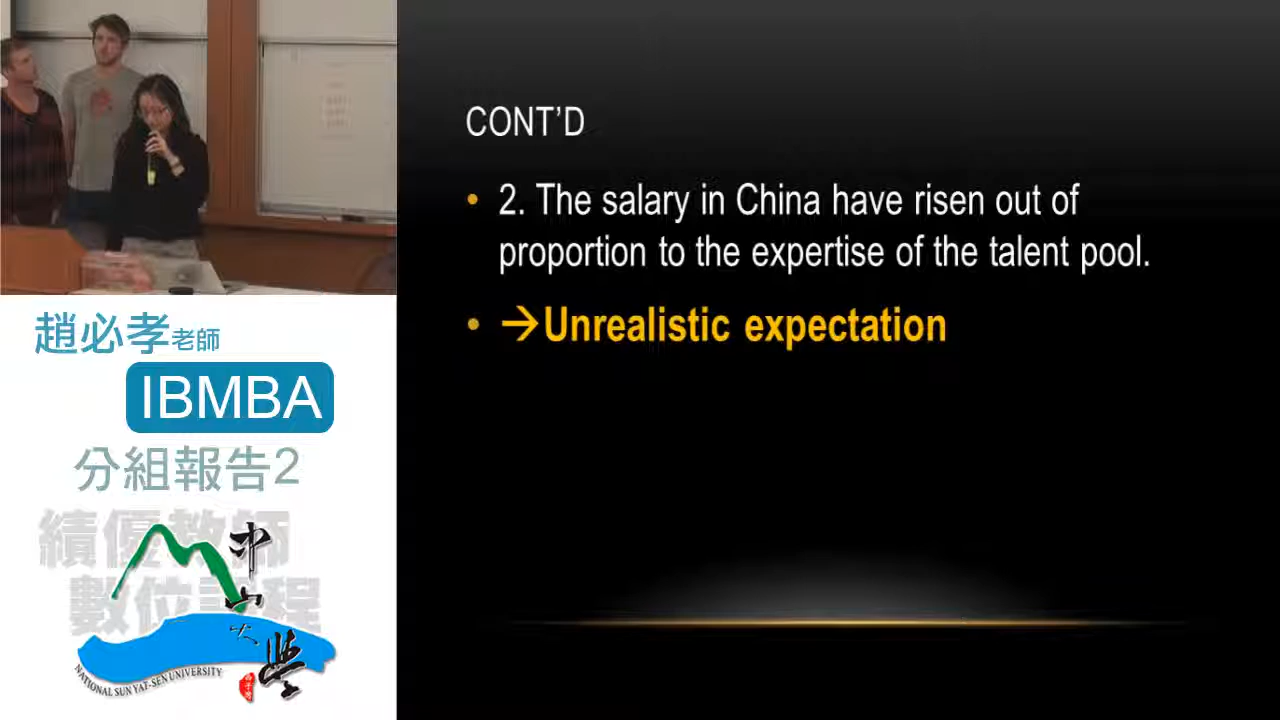 CONT'D
• 2. The salary in China have risen out of
proportion to the expertise of the talent pool.
• →Unrealistic expectation
趙必孝老師
IBMBA
分組報告2
績優教師
數位課程
中山大學
NATIONAL SUN YAT-SEN UNIVERSITY